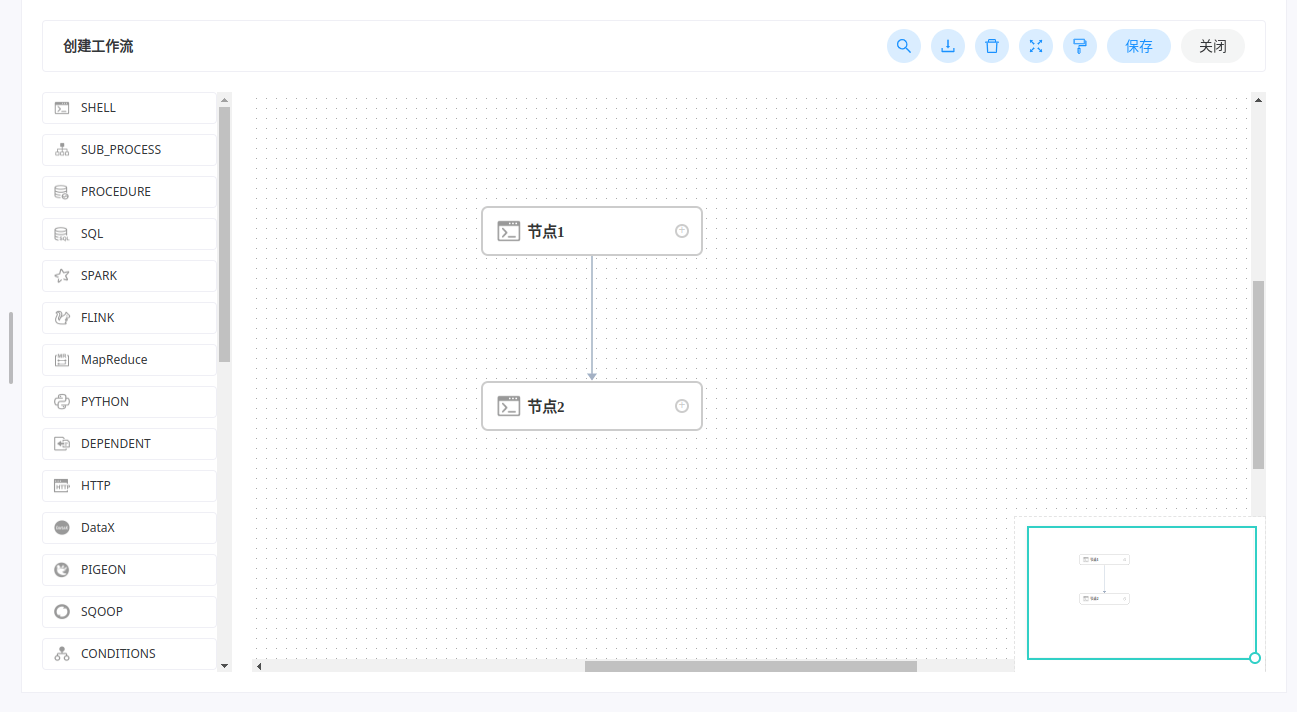 创建工作流
保存
关闭
SHELL
SUB_PROCESS
PROCEDURE
SQL
SPARK
FLINK
MapReduce
PYTHON
DEPENDENT
HTTP
DataX
PIGEON
SQOOP
CONDITIONS
节点1
节点2